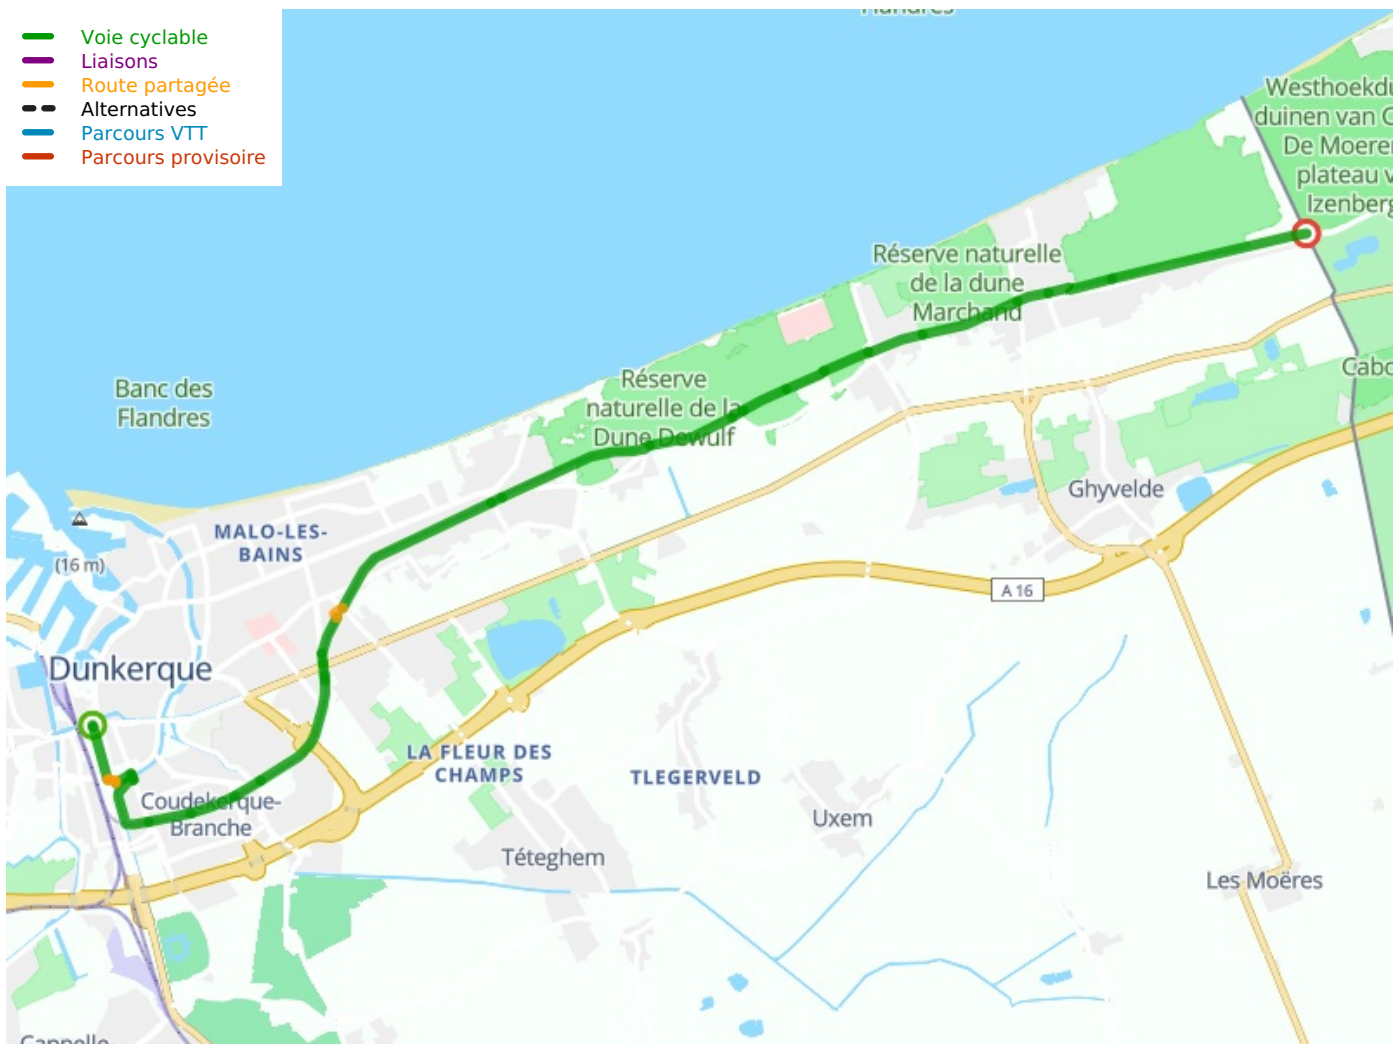 Flandres
Voie cyclable
Liaisons
Route partagée
Alternatives
Parcours VTT
Parcours provisoire
Westhoekdu
duinen van C
De Moere
plateau v
Izenberg
Réserve naturelle
de la dune
Marchand
Cabo
Banc des
Flandres
Réserve
naturelle de la
Dune Dewulf
Ghyvelde
MALO-LES-
BAINS
(16 m)
A 16
Dunkerque
LA FLEUR DES
CHAMPS
TLEGERVELD
Coudekerque-
Branche
Uxem
Téteghem
Les Moëres
Cappelle-